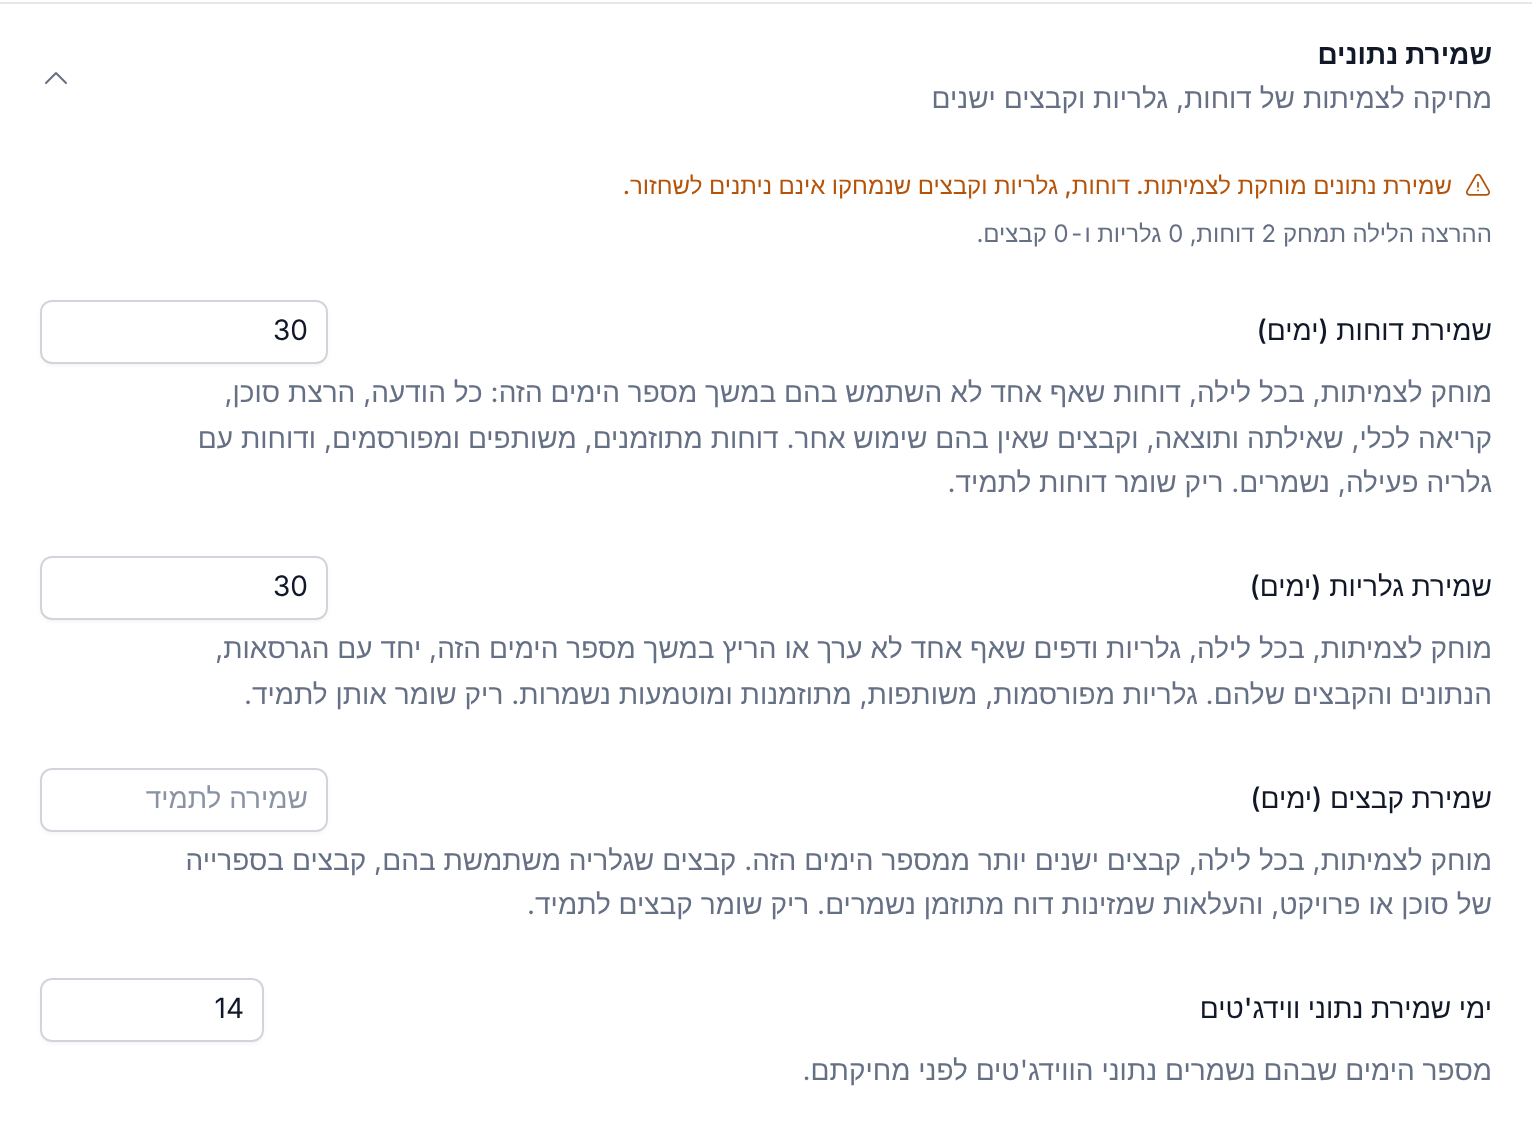 שמירת נתונים
מחיקה לצמיתות של דוחות, גלריות וקבצים ישנים
שמירת נתונים מוחקת לצמיתות. דוחות, גלריות וקבצים שנמחקו אינם ניתנים לשחזור.
ההרצה הלילה תמחק 2 דוחות, 0 גלריות ו-0 קבצים.
שמירת דוחות (ימים)
30
מוחק לצמיתות, בכל לילה, דוחות שאף אחד לא השתמש בהם במשך מספר הימים הזה: כל הודעה, הרצת סוכן,
קריאה לכלי, שאילתה ותוצאה, וקבצים שאין בהם שימוש אחר. דוחות מתוזמנים, משותפים ומפורסמים, ודוחות עם
גלריה פעילה, נשמרים. ריק שומר דוחות לתמיד.
שמירת גלריות (ימים)
30
מוחק לצמיתות, בכל לילה, גלריות ודפים שאף אחד לא ערך או הריץ במשך מספר הימים הזה, יחד עם הגרסאות,
הנתונים והקבצים שלהם. גלריות מפורסמות, משותפות, מתוזמנות ומוטמעות נשמרות. ריק שומר אותן לתמיד.
שמירת קבצים (ימים)
שמירה לתמיד
מוחק לצמיתות, בכל לילה, קבצים ישנים יותר ממספר הימים הזה. קבצים שגלריה משתמשת בהם, קבצים בספרייה
של סוכן או פרויקט, והעלאות שמזינות דוח מתוזמן נשמרים. ריק שומר קבצים לתמיד.
ימי שמירת נתוני ווידג'טים
14
מספר הימים שבהם נשמרים נתוני הווידג'טים לפני מחיקתם.